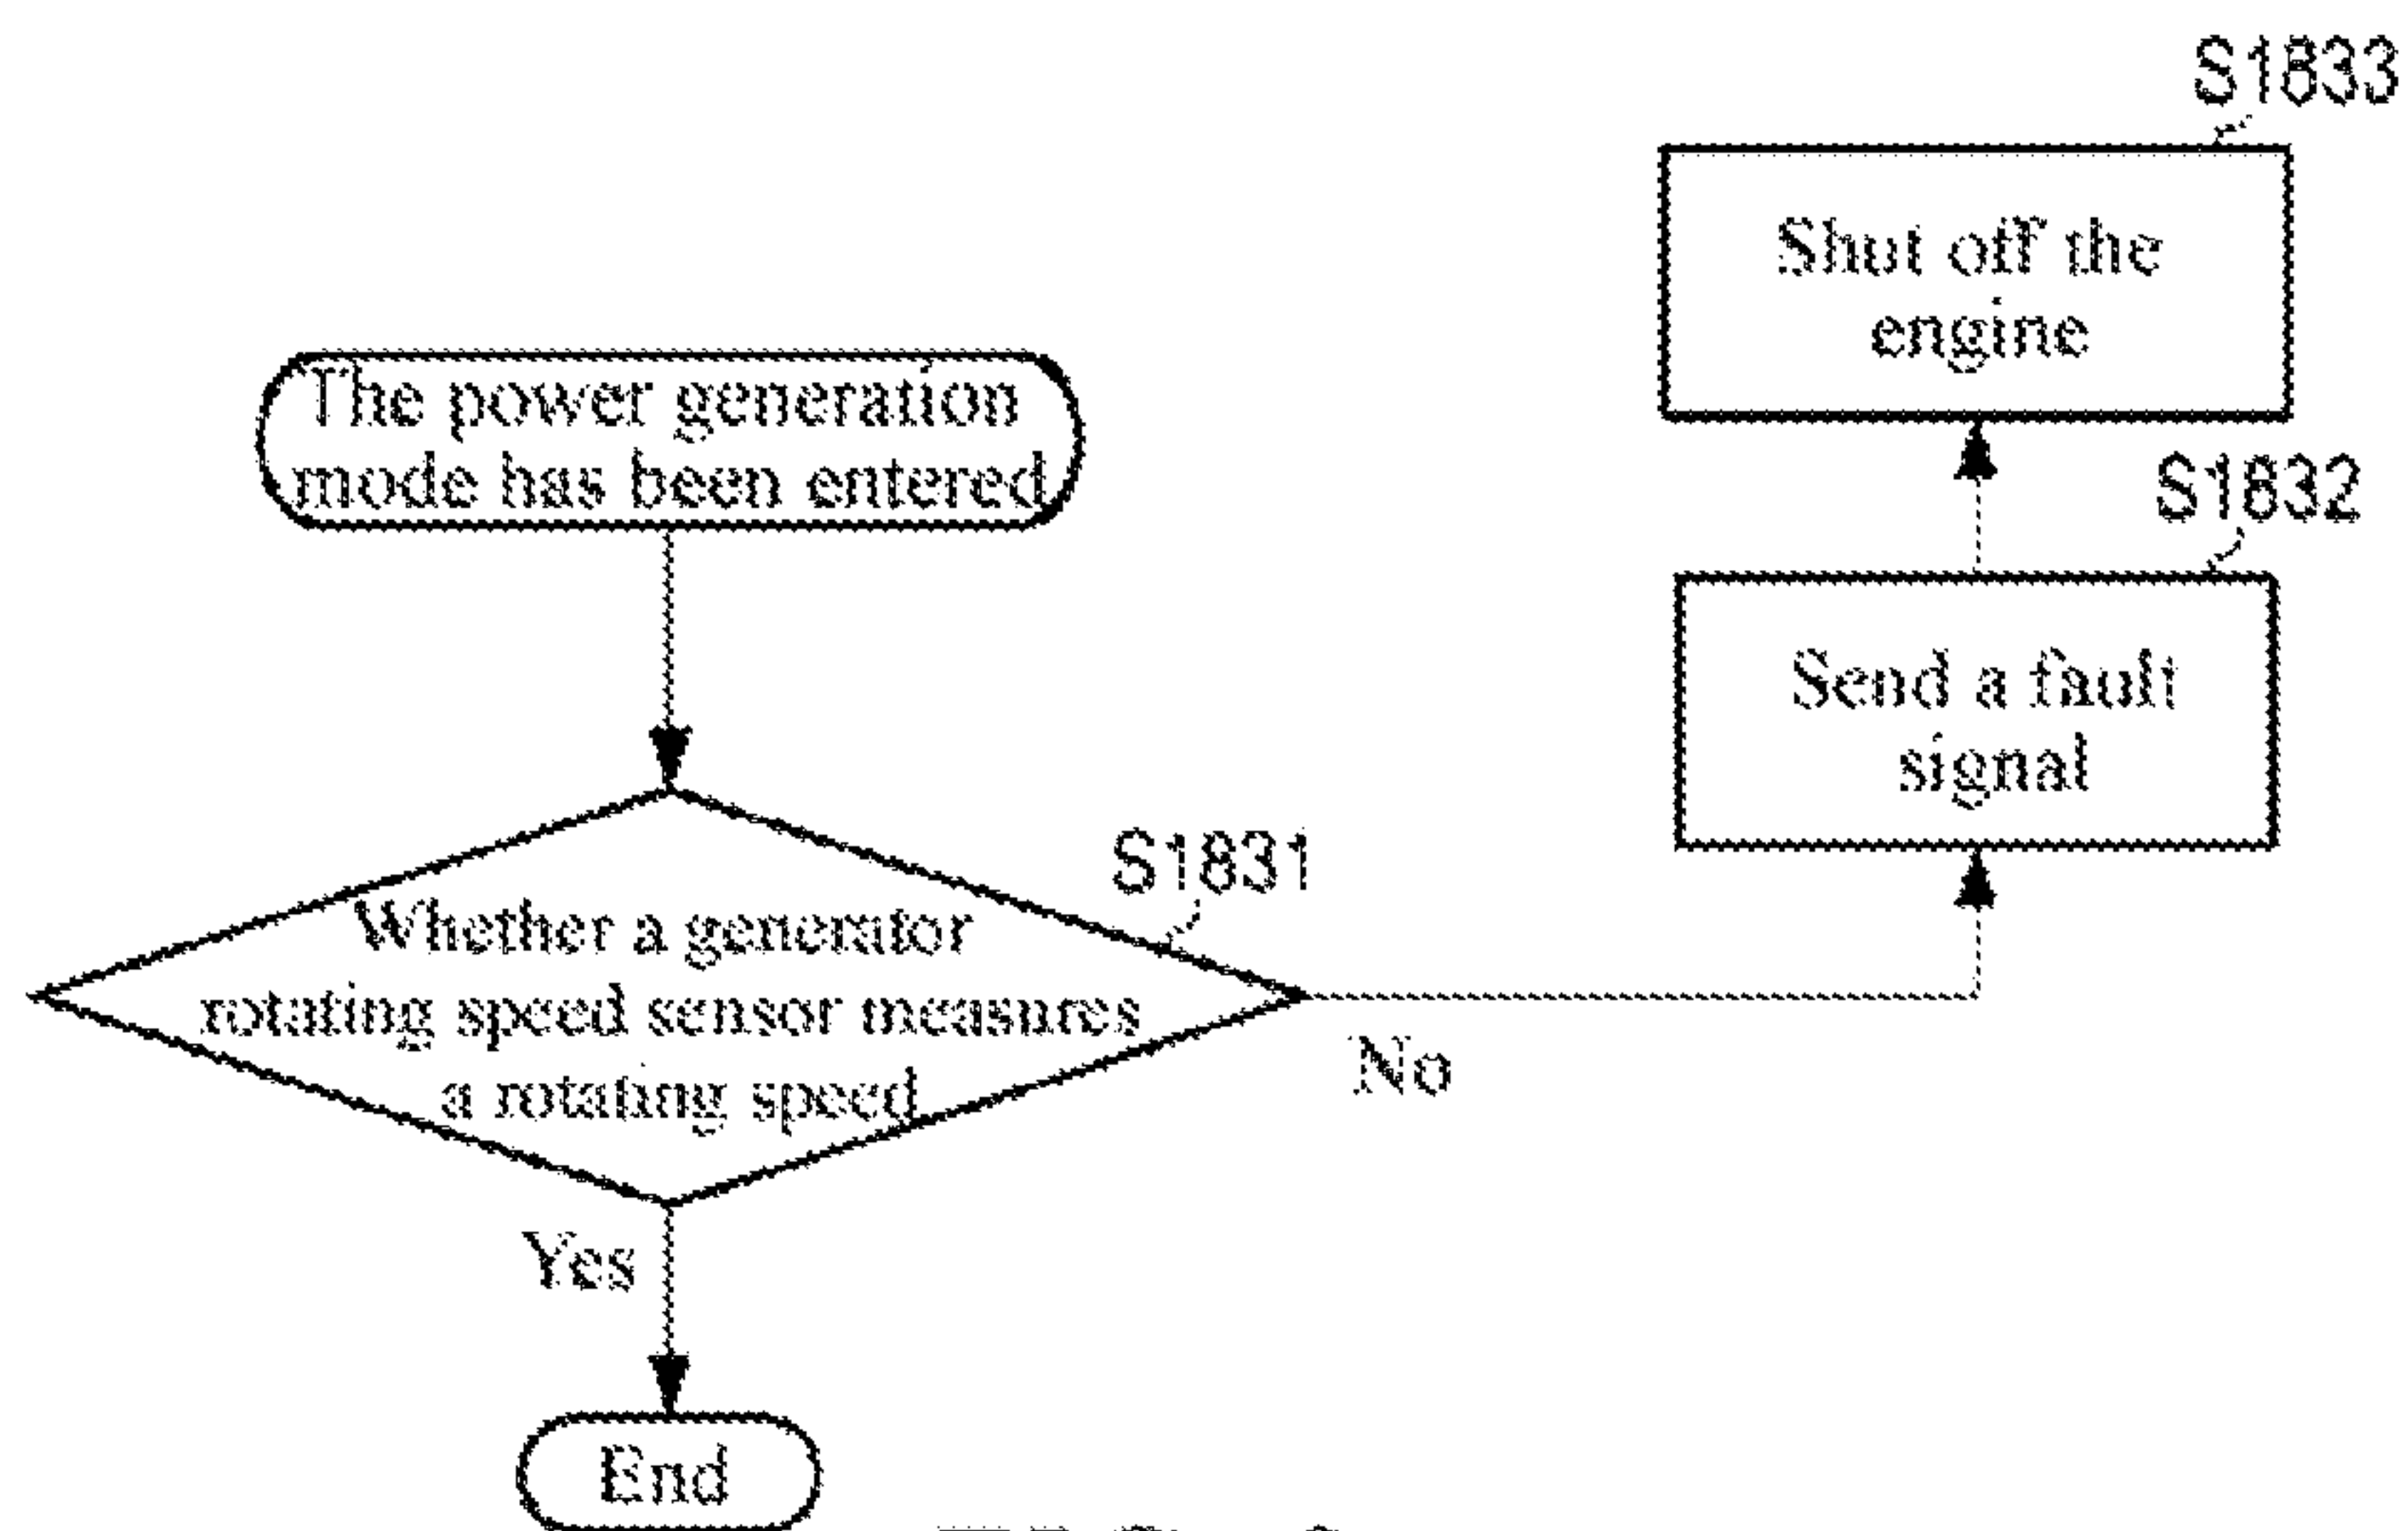 S1833
Shut off the
engine
The power generation
mode has been entered
S1832
Send a fault
signal
S1831
Whether a generator
rotating speed sensor measures
a rotating speed
No
Yes
End